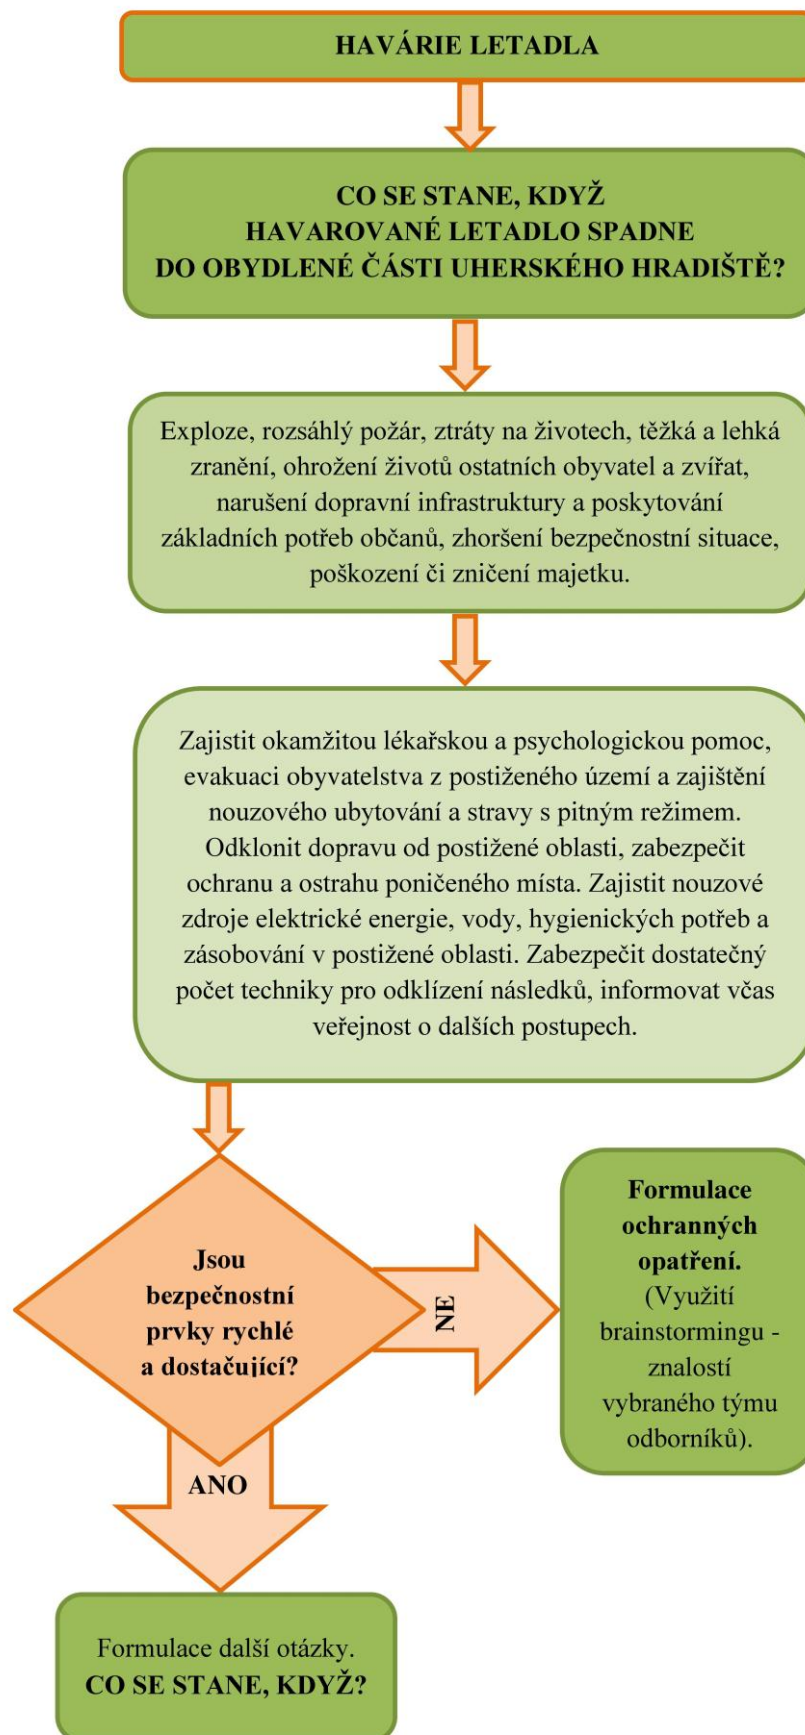 HAVÁRIE LETADLA
CO SE STANE, KDYŽ
HAVAROVANÉ LETADLO SPADNE
DO OBYDLENÉ ČÁSTI UHERSKÉHO HRADIŠTĚ?
Exploze, rozsáhlý požár, ztráty na životech, těžká a lehká
zranění, ohrožení životů ostatních obyvatel a zvířat,
narušení dopravní infrastruktury a poskytování
základních potřeb občanů, zhoršení bezpečnostní situace,
poškození či zničení majetku.
Zajistit okamžitou lékařskou a psychologickou pomoc,
evakuaci obyvatelstva z postiženého území a zajištění
nouzového ubytování a stravy s pitným režimem.
Odklonit dopravu od postižené oblasti, zabezpečit
ochranu a ostrahu poničeného místa. Zajistit nouzové
zdroje elektrické energie, vody, hygienických potřeb a
zásobování v postižené oblasti. Zabezpečit dostatečný
počet techniky pro odklízení následků, informovat včas
veřejnost o dalších postupech.
Jsou
bezpečnostní
prvky rychlé
a dostačující?
NE
Formulace
ochranných
opatření.
(Využití
brainstormingu -
znalostí
vybraného týmu
odborníků).
ANO
Formulace další otázky.
CO SE STANE, KDYŽ?